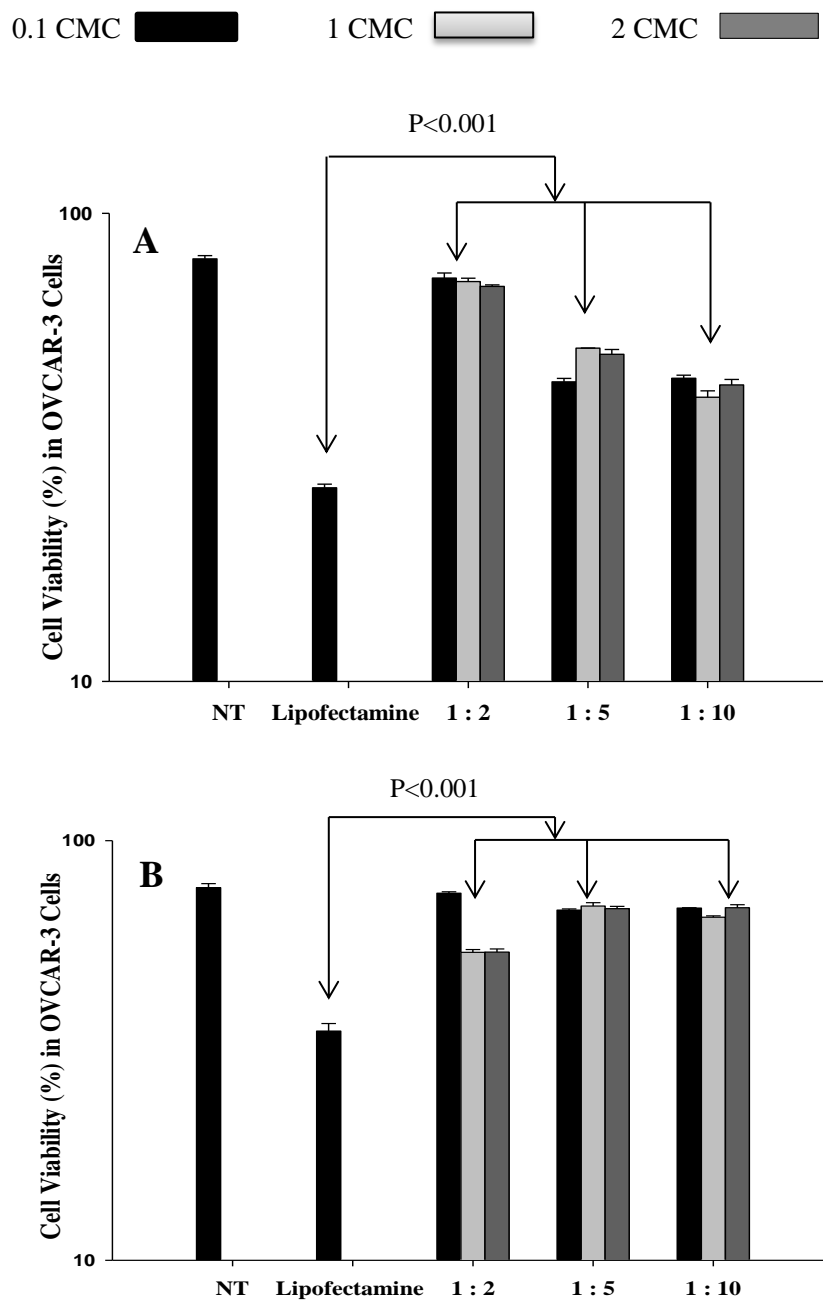 0.1 CMC 1 CMC 2 CMC
P<0.001
100
A
Cell Viability (%) in OVCAR-3 Cells
10
NT Lipofectamine 1 : 2 1 : 5 1 : 10
P<0.001
100
B
Cell Viability (%) in OVCAR-3 Cells
10
NT Lipofectamine 1 : 2 1 : 5 1 : 10